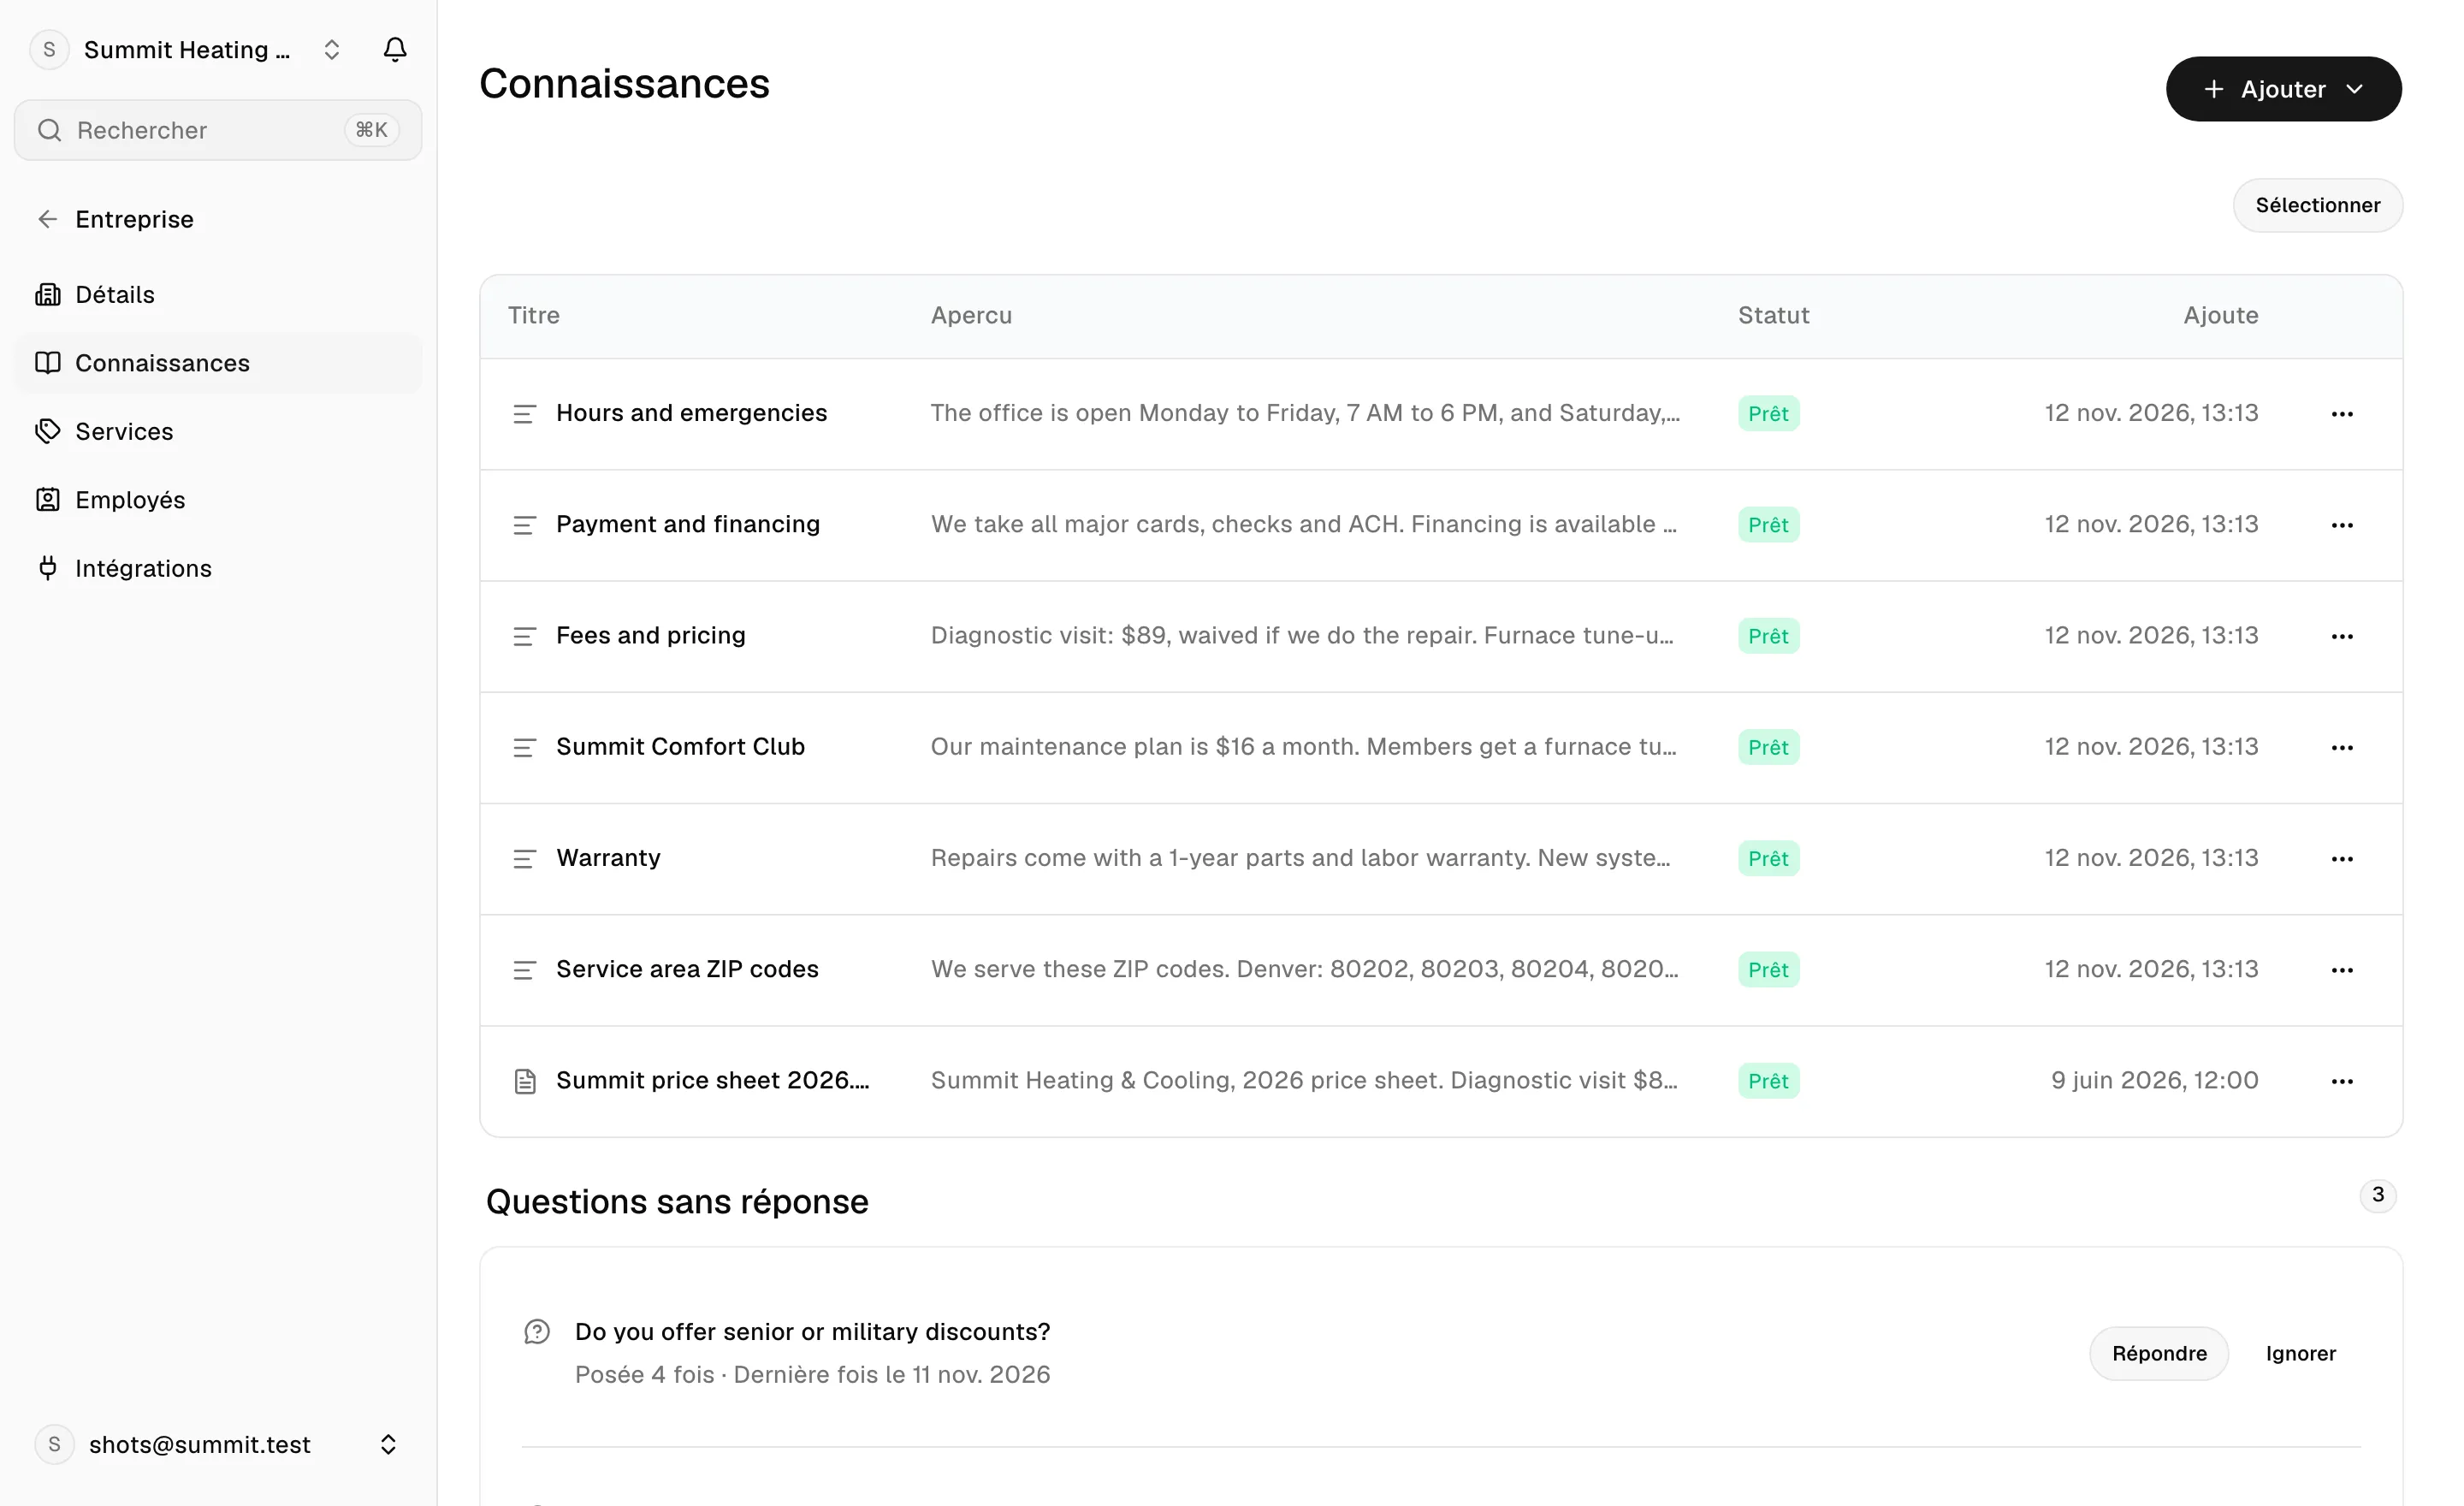 S Summit Heating ...
Rechercher ⌘K
Entreprise
Détails
Connaissances
Services
Employés
Intégrations
S shots@summit.test
Connaissances
Ajouter
Sélectionner
Titre Apercu Statut Ajoute
Hours and emergencies The office is open Monday to Friday, 7 AM to 6 PM, and Saturday,... Prêt 12 nov. 2026, 13:13
Payment and financing We take all major cards, checks and ACH. Financing is available ... Prêt 12 nov. 2026, 13:13
Fees and pricing Diagnostic visit: $89, waived if we do the repair. Furnace tune-u... Prêt 12 nov. 2026, 13:13
Summit Comfort Club Our maintenance plan is $16 a month. Members get a furnace tu... Prêt 12 nov. 2026, 13:13
Warranty Repairs come with a 1-year parts and labor warranty. New syste... Prêt 12 nov. 2026, 13:13
Service area ZIP codes We serve these ZIP codes. Denver: 80202, 80203, 80204, 8020... Prêt 12 nov. 2026, 13:13
Summit price sheet 2026.... Summit Heating & Cooling, 2026 price sheet. Diagnostic visit $8... Prêt 9 juin 2026, 12:00
Questions sans réponse 3
Do you offer senior or military discounts?
Posée 4 fois · Dernière fois le 11 nov. 2026
Répondre Ignorer